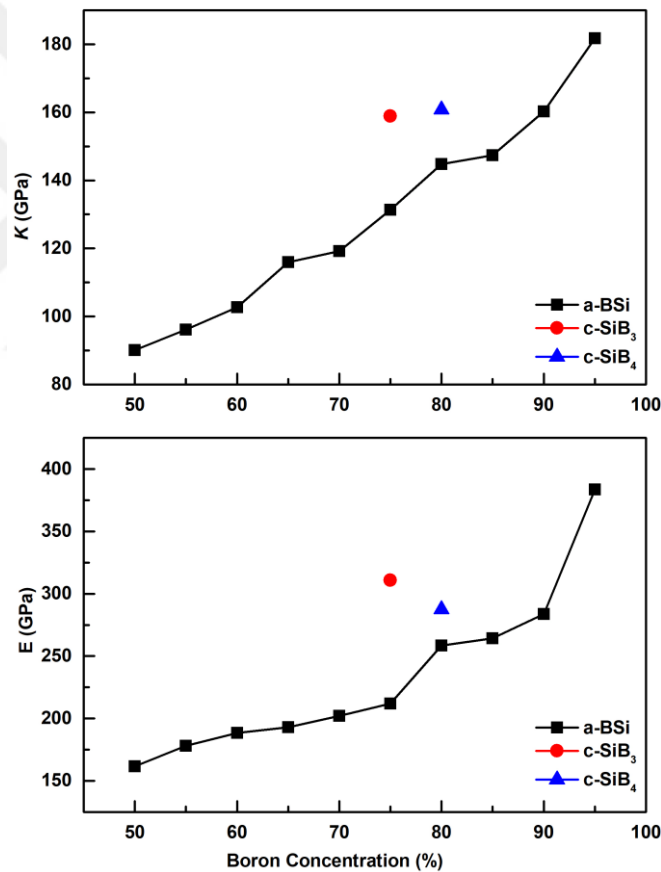 180
160
140
120
100
80
K (GPa)
a-BSi
c-SiB₃
c-SiB₄
50 60 70 80 90 100
400
350
300
250
200
150
E (GPa)
a-BSi
c-SiB₃
c-SiB₄
50 60 70 80 90 100
Boron Concentration (%)